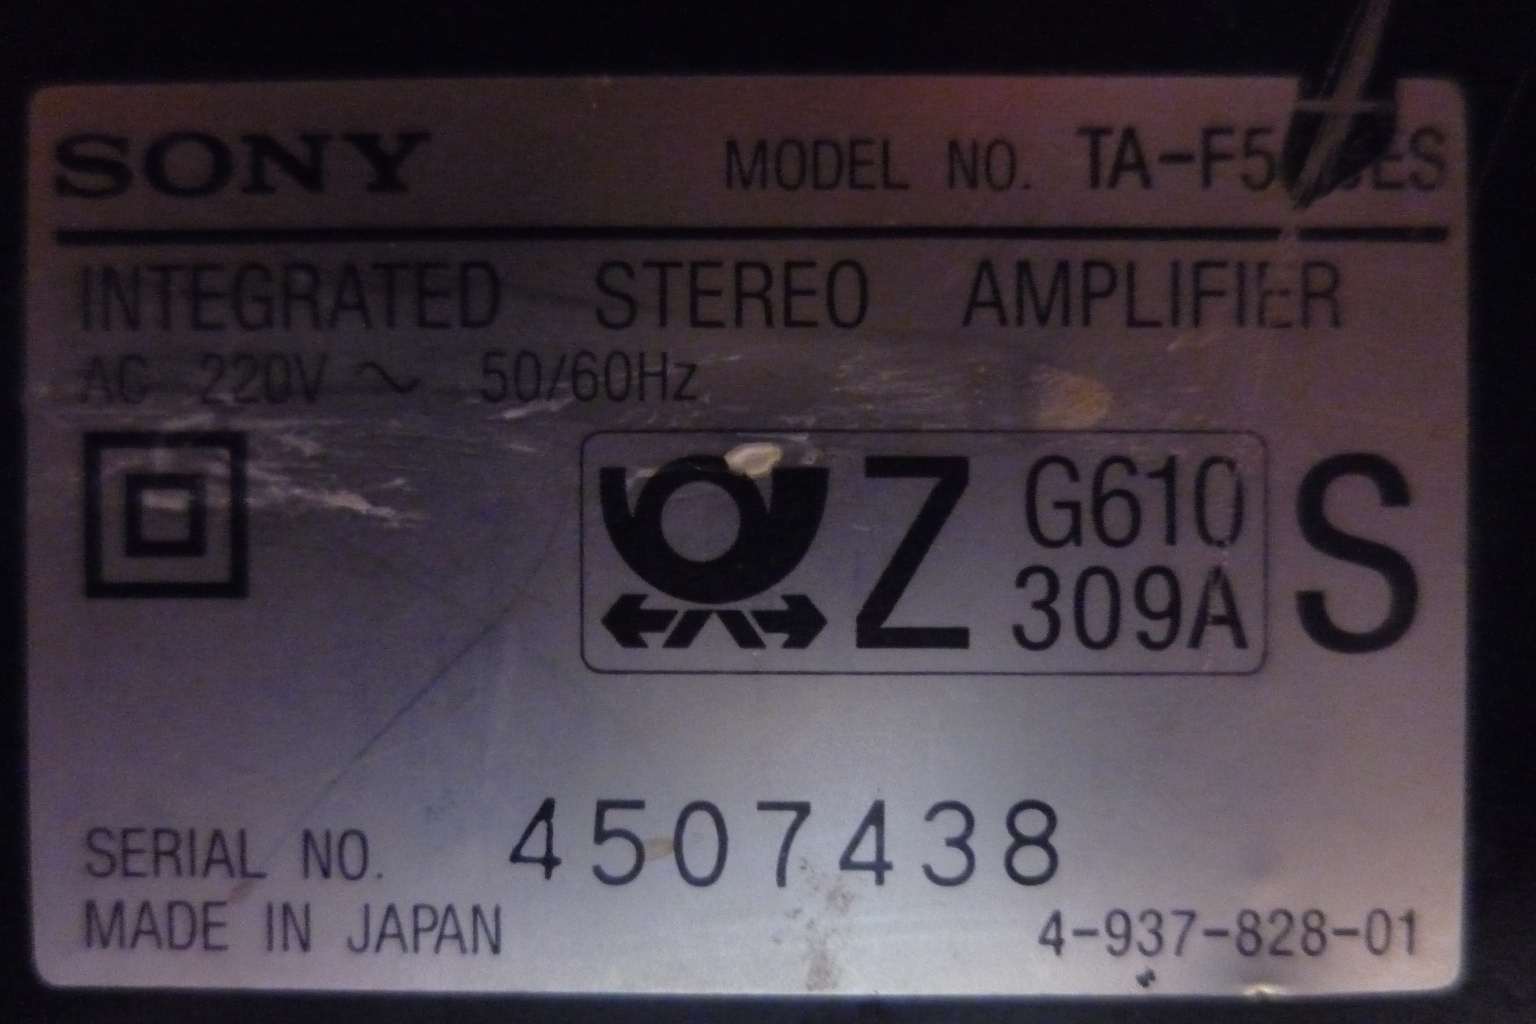 SONY MODEL NO.
INTEGRATED STEREO AMPLIFIER
AC 220V ~ 50/60Hz
Z G610 S
309A
SERIAL NO. 4507438
MADE IN JAPAN 4-937-828-01